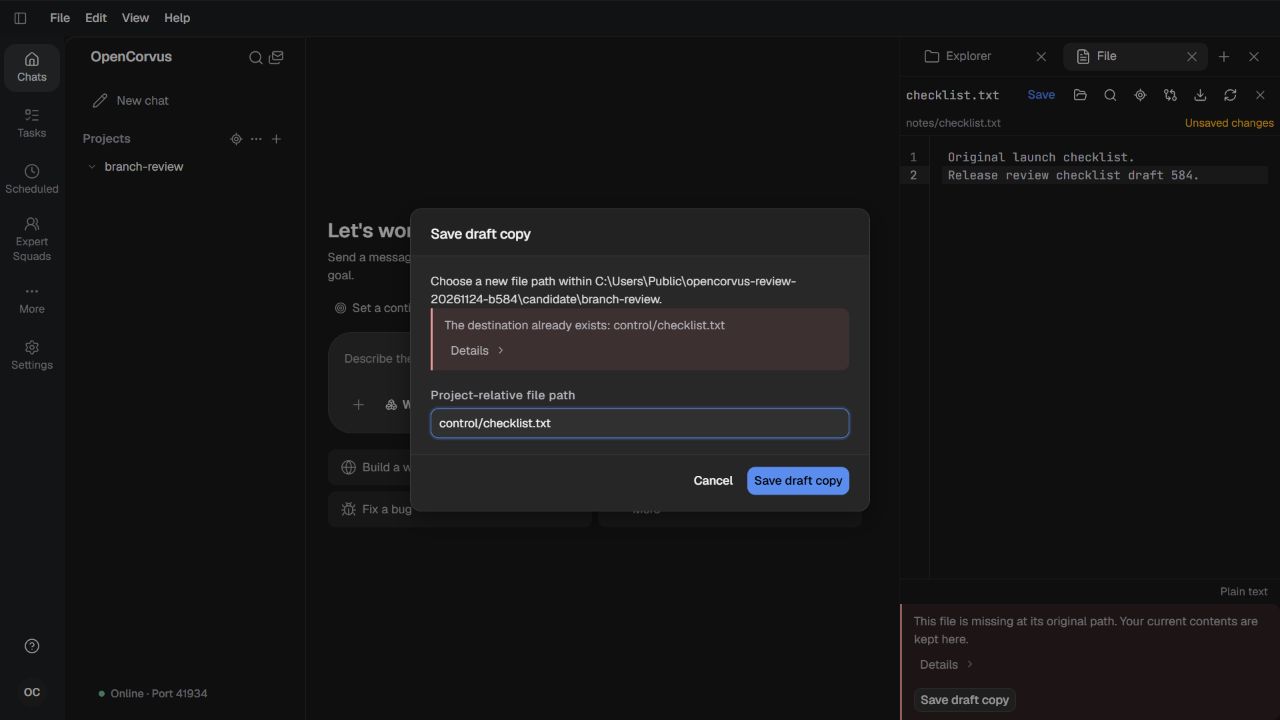 File Edit View Help
Chats
Tasks
Scheduled
Expert
Squads
More
Settings
OC
OpenCorvus
New chat
Projects
branch-review
Online · Port 41934
Let's wor
Send a messag
goal.
Set a conti
Describe the
W
Build a w
Fix a bug
Save draft copy
Choose a new file path within C:\Users\Public\opencorvus-review-
20261124-b584\candidate\branch-review.
The destination already exists: control/checklist.txt
Details
Project-relative file path
control/checklist.txt
Cancel Save draft copy
Explorer File
checklist.txt Save
notes/checklist.txt Unsaved changes
1 Original launch checklist.
2 Release review checklist draft 584.
Plain text
This file is missing at its original path. Your current contents are
kept here.
Details
Save draft copy